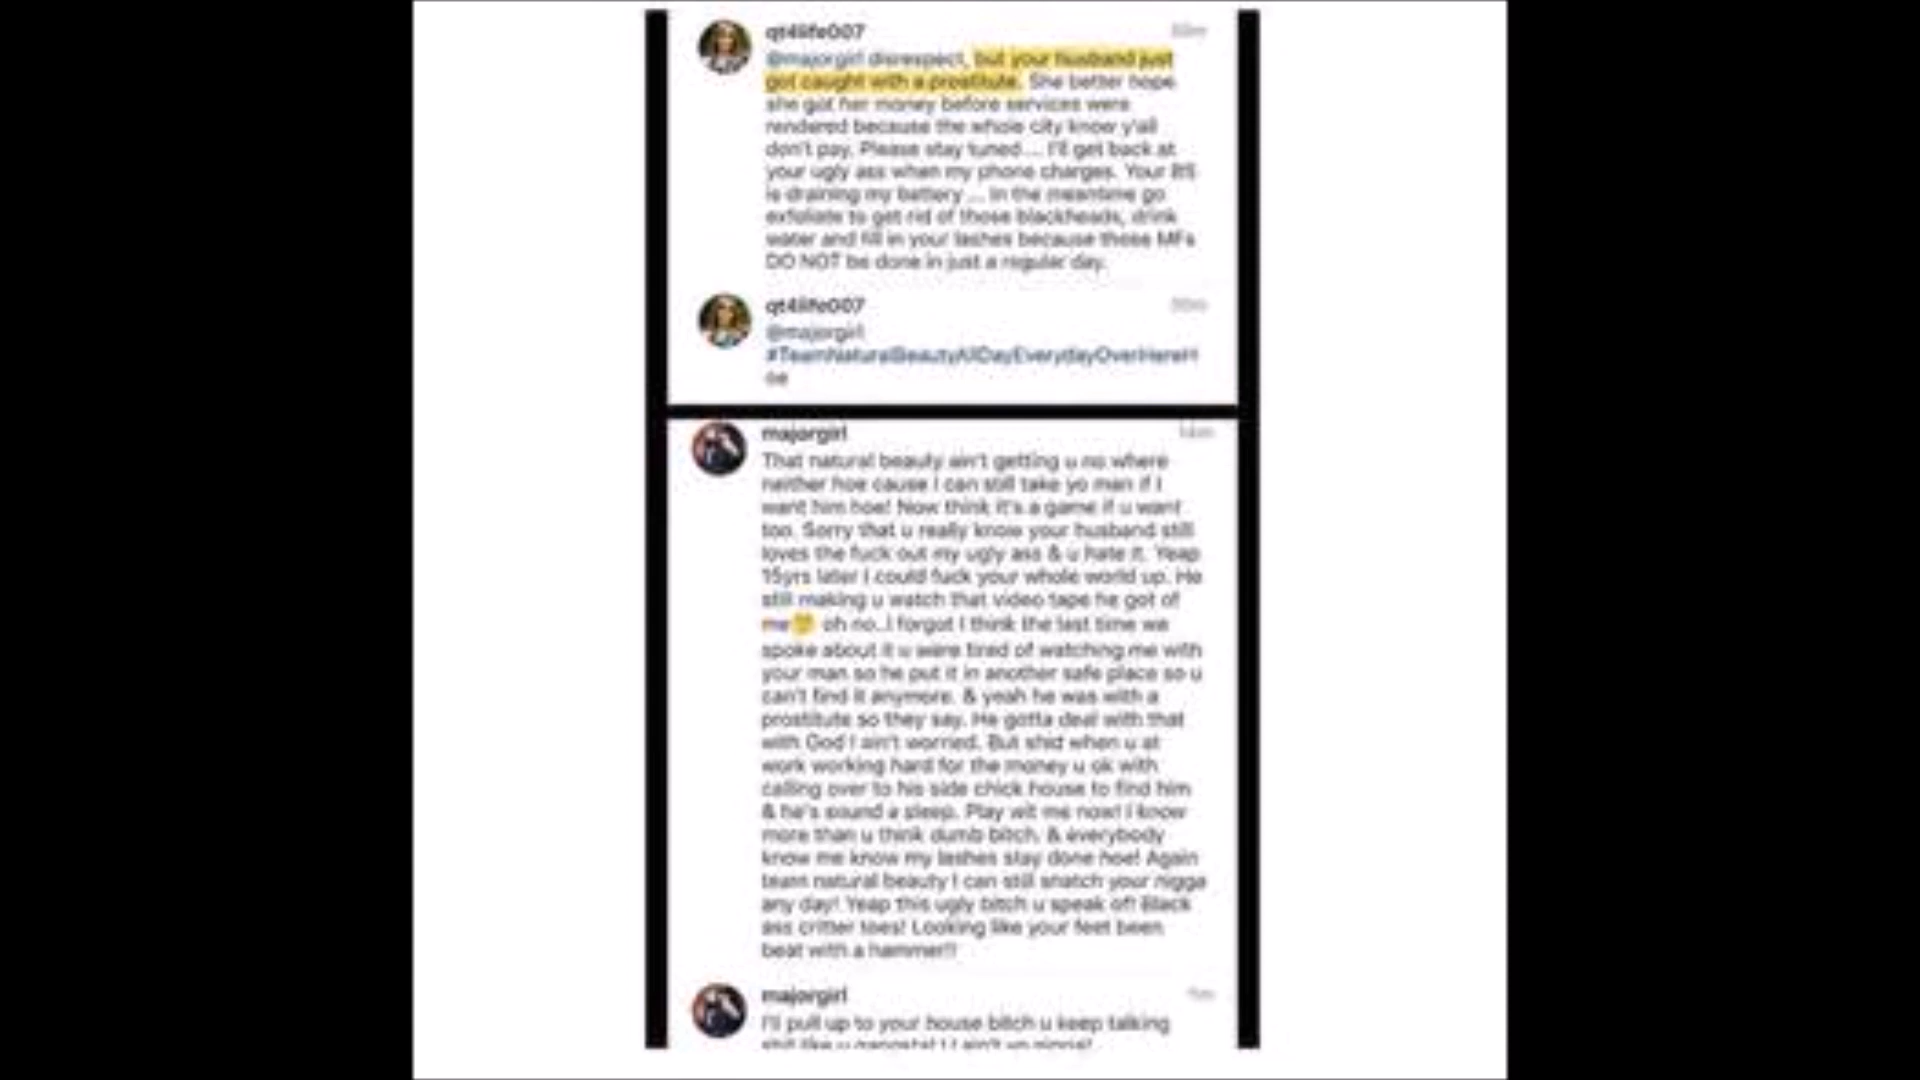 qt4life007
@majorgirl disrespect, but your husband just
got caught with a prostitute. She better hope
she got her money before services were
rendered because the whole city know y'all
don't pay. Please stay tuned ... I'll get back at
your ugly ass when my phone charges. Your BS
is draining my battery ... In the meantime go
exfoliate to get rid of those blackheads, drink
water and fill in your lashes because those MFs
DO NOT be done in just a regular day.
qt4life007
@majorgirl
#TeamNaturalBeautyAllDayEverydayOverHereH
oe
majorgirl
That natural beauty ain't getting u no where
neither hoe cause I can still take yo man if I
want him hoe! Now think it's a game if u want
too. Sorry that u really know your husband still
loves the fuck out my ugly ass & u hate it. Yeap
15yrs later I could fuck your whole world up. He
still making u watch that video tape he got of
me🤔 oh no..I forgot I think the last time we
spoke about it u were tired of watching me with
your man so he put it in another safe place so u
can't find it anymore. & yeah he was with a
prostitute so they say. He gotta deal with that
with God I ain't worried. But shid when u at
work working hard for the money u ok with
calling over to his side chick house to find him
& he's sound a sleep. Play wit me now! I know
more than u think dumb bitch. & everybody
know me know my lashes stay done hoe! Again
team natural beauty I can still snatch your nigga
any day! Yeap this ugly bitch u speak of! Black
ass critter toes! Looking like your feet been
beat with a hammer!!
majorgirl
I'll pull up to your house bitch u keep talking
shit like u gangsta! I ain't yo nigga!